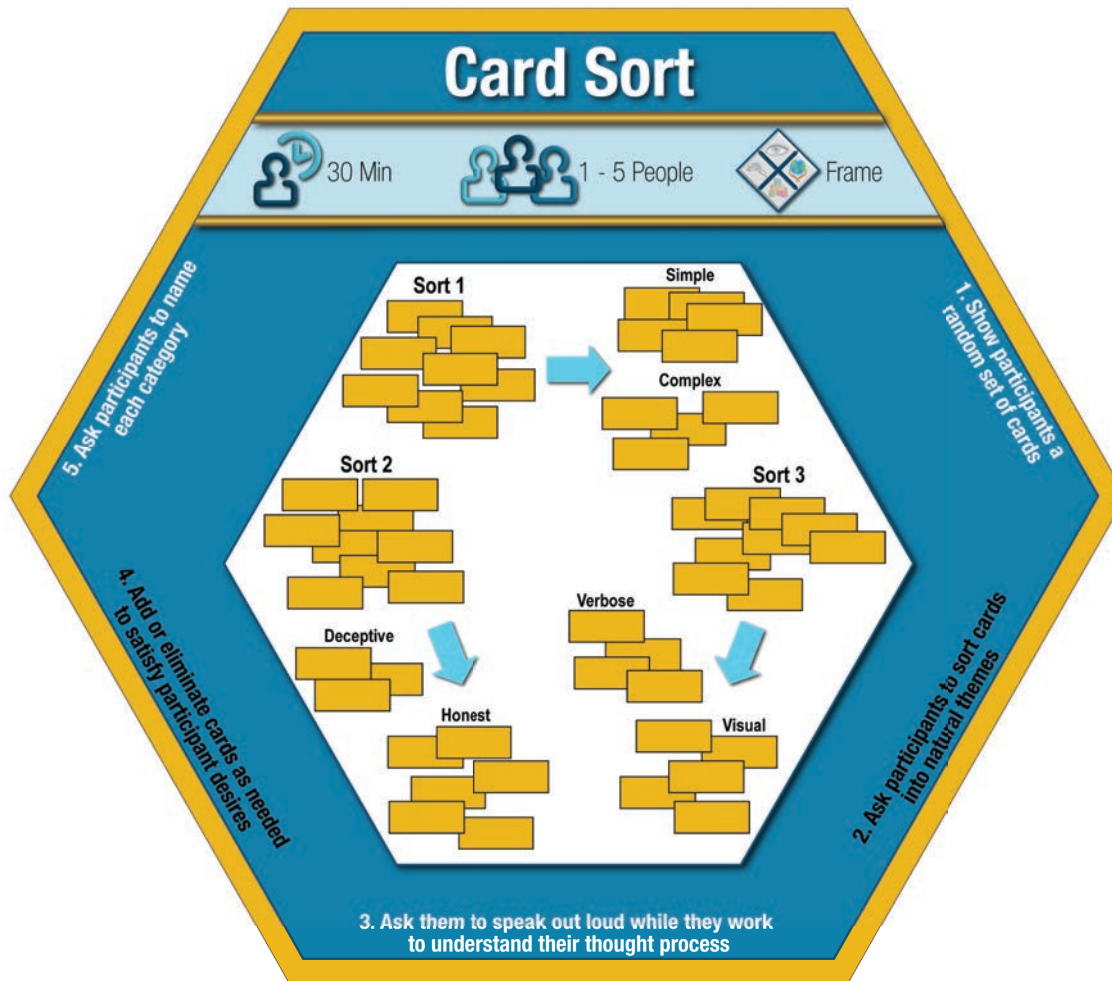 Card Sort
30 Min
1 - 5 People
Frame
1. Show participants a
random set of cards
2. Ask participants to sort cards
into natural themes
3. Ask them to speak out loud while they work
to understand their thought process
4. Add or eliminate cards as needed
to satisfy participant desires
5. Ask participants to name
each category
Sort 1
Simple
Complex
Sort 2
Deceptive
Honest
Sort 3
Verbose
Visual